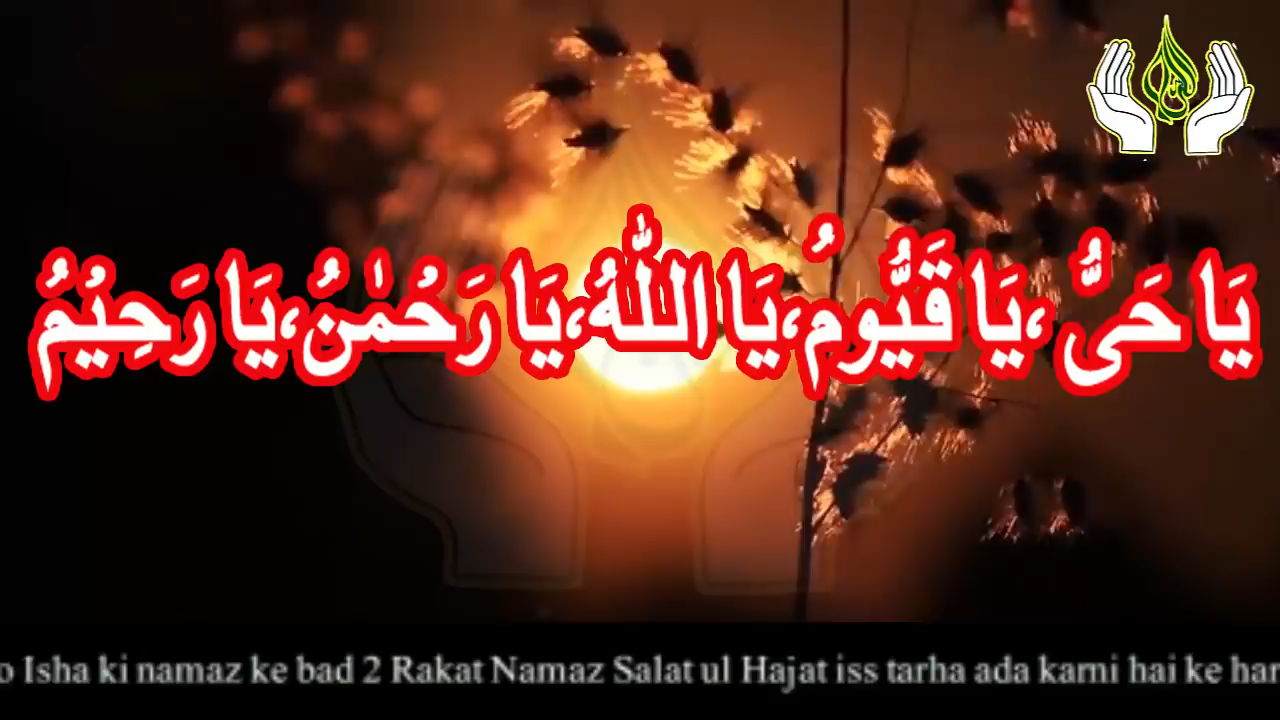 يَا حَىُّ ،يَا قَيُّومُ،يَا اللّٰهُ،يَا رَحْمٰنُ،يَا رَحِيْمُ
o Isha ki namaz ke bad 2 Rakat Namaz Salat ul Hajat iss tarha ada karni hai ke har